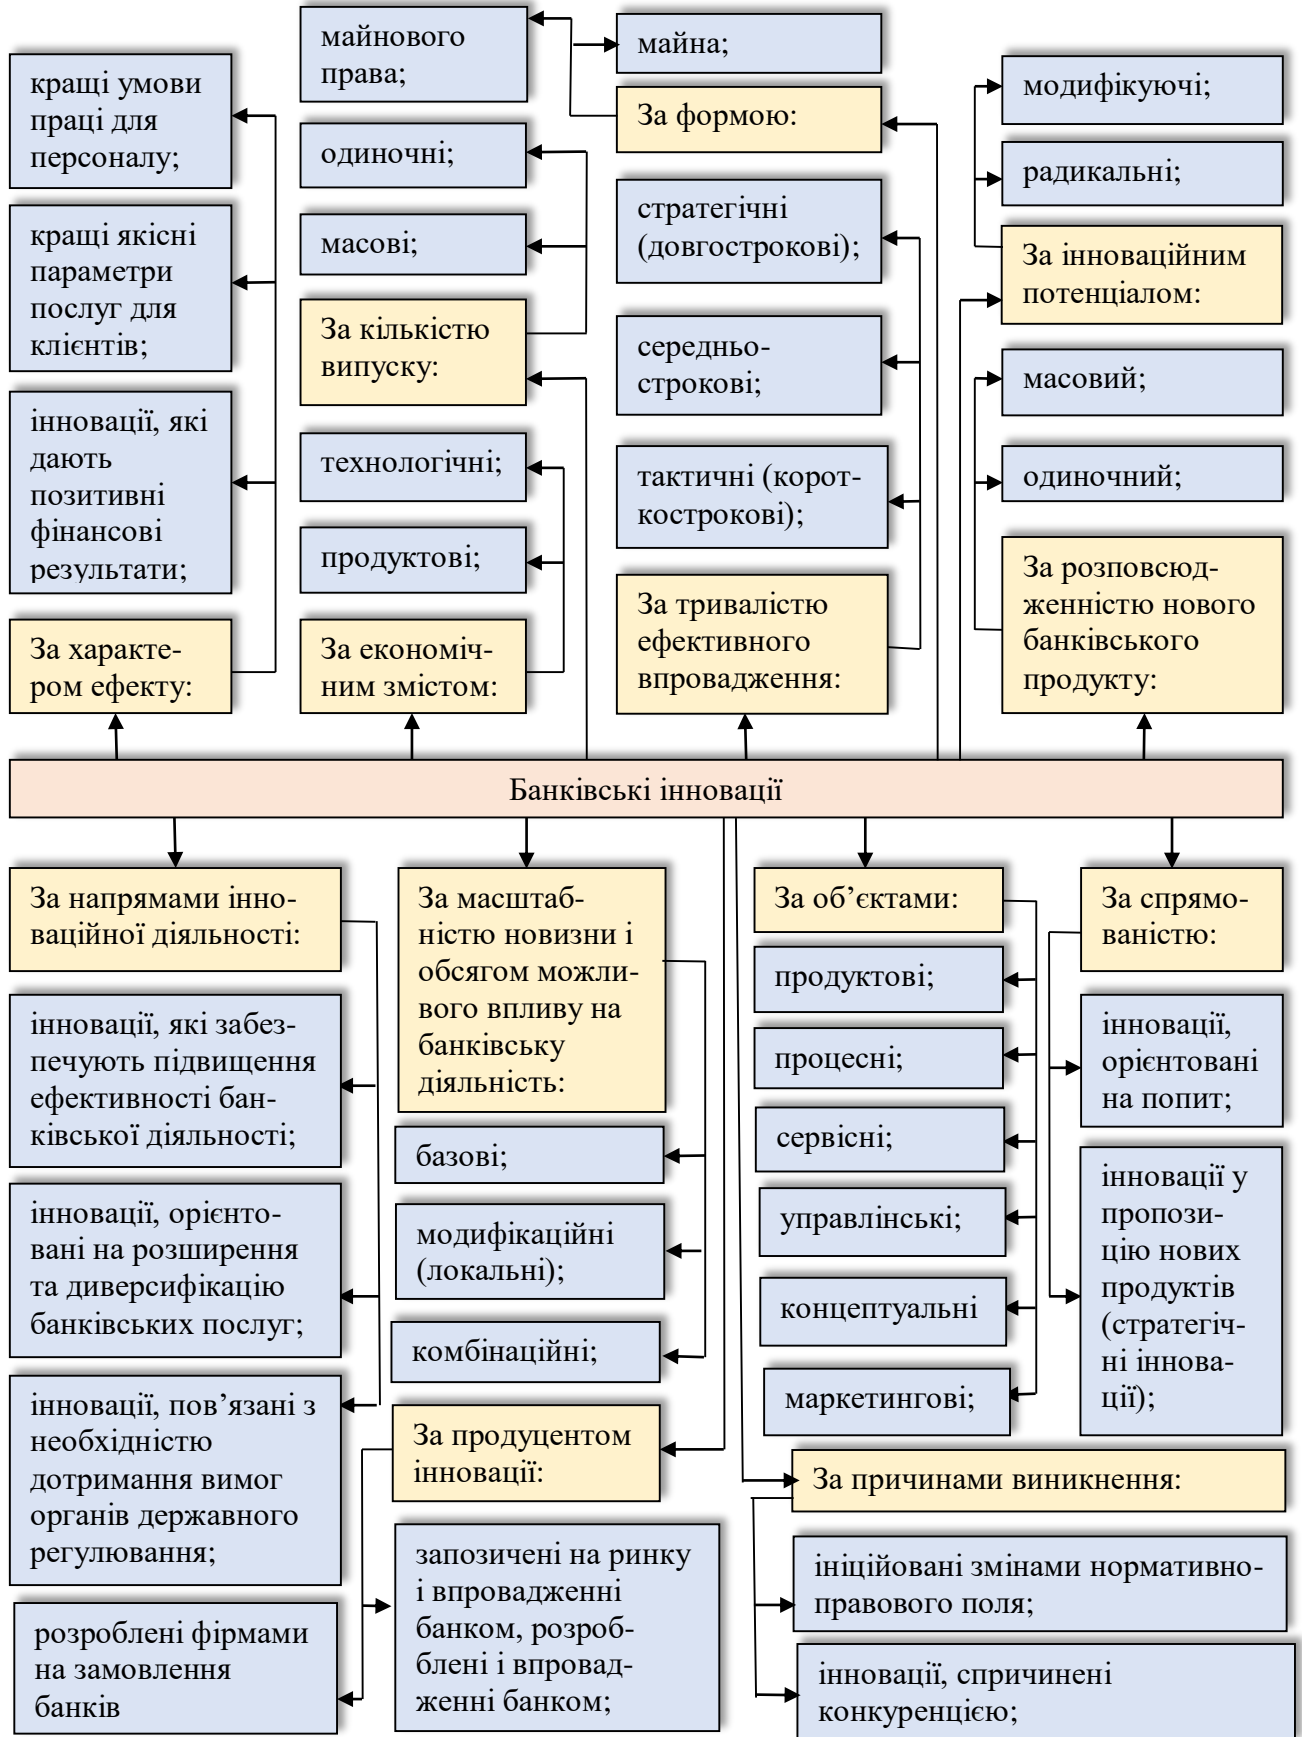 майнового
права;
майна;
За формою:
кращі умови
праці для
персоналу;
кращі якісні
параметри
послуг для
клієнтів;
інновації, які
дають
позитивні
фінансові
результати;
За характе-
ром ефекту:
одиночні;
масові;
За кількістю
випуску:
технологічні;
продуктові;
За економіч-
ним змістом:
стратегічні
(довгострокові);
середньо-
строкові;
тактичні (корот-
кострокові);
За тривалістю
ефективного
впровадження:
модифікуючі;
радикальні;
За інноваційним
потенціалом:
масовий;
одиночний;
За розповсюд-
женністю нового
банківського
продукту:
Банківські інновації
За напрямами інно-
ваційної діяльності:
інновації, які забез-
печують підвищення
ефективності бан-
ківської діяльності;
інновації, орієнто-
вані на розширення
та диверсифікацію
банківських послуг;
інновації, пов’язані з
необхідністю
дотримання вимог
органів державного
регулювання;
За масштаб-
ністю новизни і
обсягом можли-
вого впливу на
банківську
діяльність:
базові;
модифікаційні
(локальні);
комбінаційні;
За продуцентом
інновації:
запозичені на ринку
і впровадженні
банком, розроб-
блені і впровад-
женні банком;
розроблені фірмами
на замовлення
банків
За об’єктами:
продуктові;
процесні;
сервісні;
управлінські;
концептуальні
маркетингові;
За спрямо-
ваністю:
інновації,
орієнтовані
на попит;
інновації у
пропози-
цію нових
продуктів
(стратегіч-
ні іннова-
ції);
За причинами виникнення:
ініційовані змінами нормативно-
правового поля;
інновації, спричинені
конкуренцією;